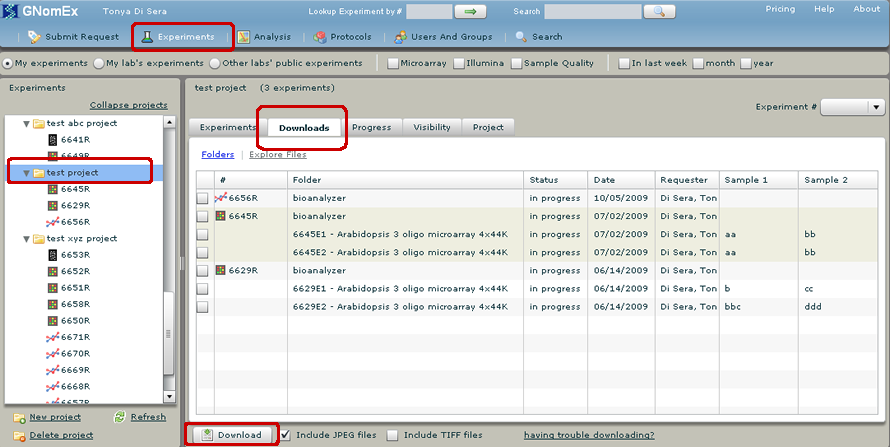 GNomEx Tonya Di Sera Lookup Experiment by # Search Pricing Help About
Submit Request Experiments Analysis Protocols Users And Groups Search
My experiments My lab's experiments Other labs' public experiments Microarray Illumina Sample Quality In last week month year
Experiments
Collapse projects
test abc project
6641R
6649R
test project
6645R
6629R
6656R
test xyz project
6653R
6652R
6651R
6658R
6650R
6671R
6670R
6669R
6668R
6657R
New project Refresh
Delete project
test project (3 experiments)
Experiment #
Experiments Downloads Progress Visibility Project
Folders Explore Files
# Folder Status Date Requester Sample 1 Sample 2
6656R bioanalyzer in progress 10/05/2009 Di Sera, Ton
6645R bioanalyzer in progress 07/02/2009 Di Sera, Ton
6645E1 - Arabidopsis 3 oligo microarray 4x44K in progress 07/02/2009 Di Sera, Ton aa bb
6645E2 - Arabidopsis 3 oligo microarray 4x44K in progress 07/02/2009 Di Sera, Ton aa bb
6629R bioanalyzer in progress 06/14/2009 Di Sera, Ton
6629E1 - Arabidopsis 3 oligo microarray 4x44K in progress 06/14/2009 Di Sera, Ton b cc
6629E2 - Arabidopsis 3 oligo microarray 4x44K in progress 06/14/2009 Di Sera, Ton bbc ddd
Download Include JPEG files Include TIFF files having trouble downloading?